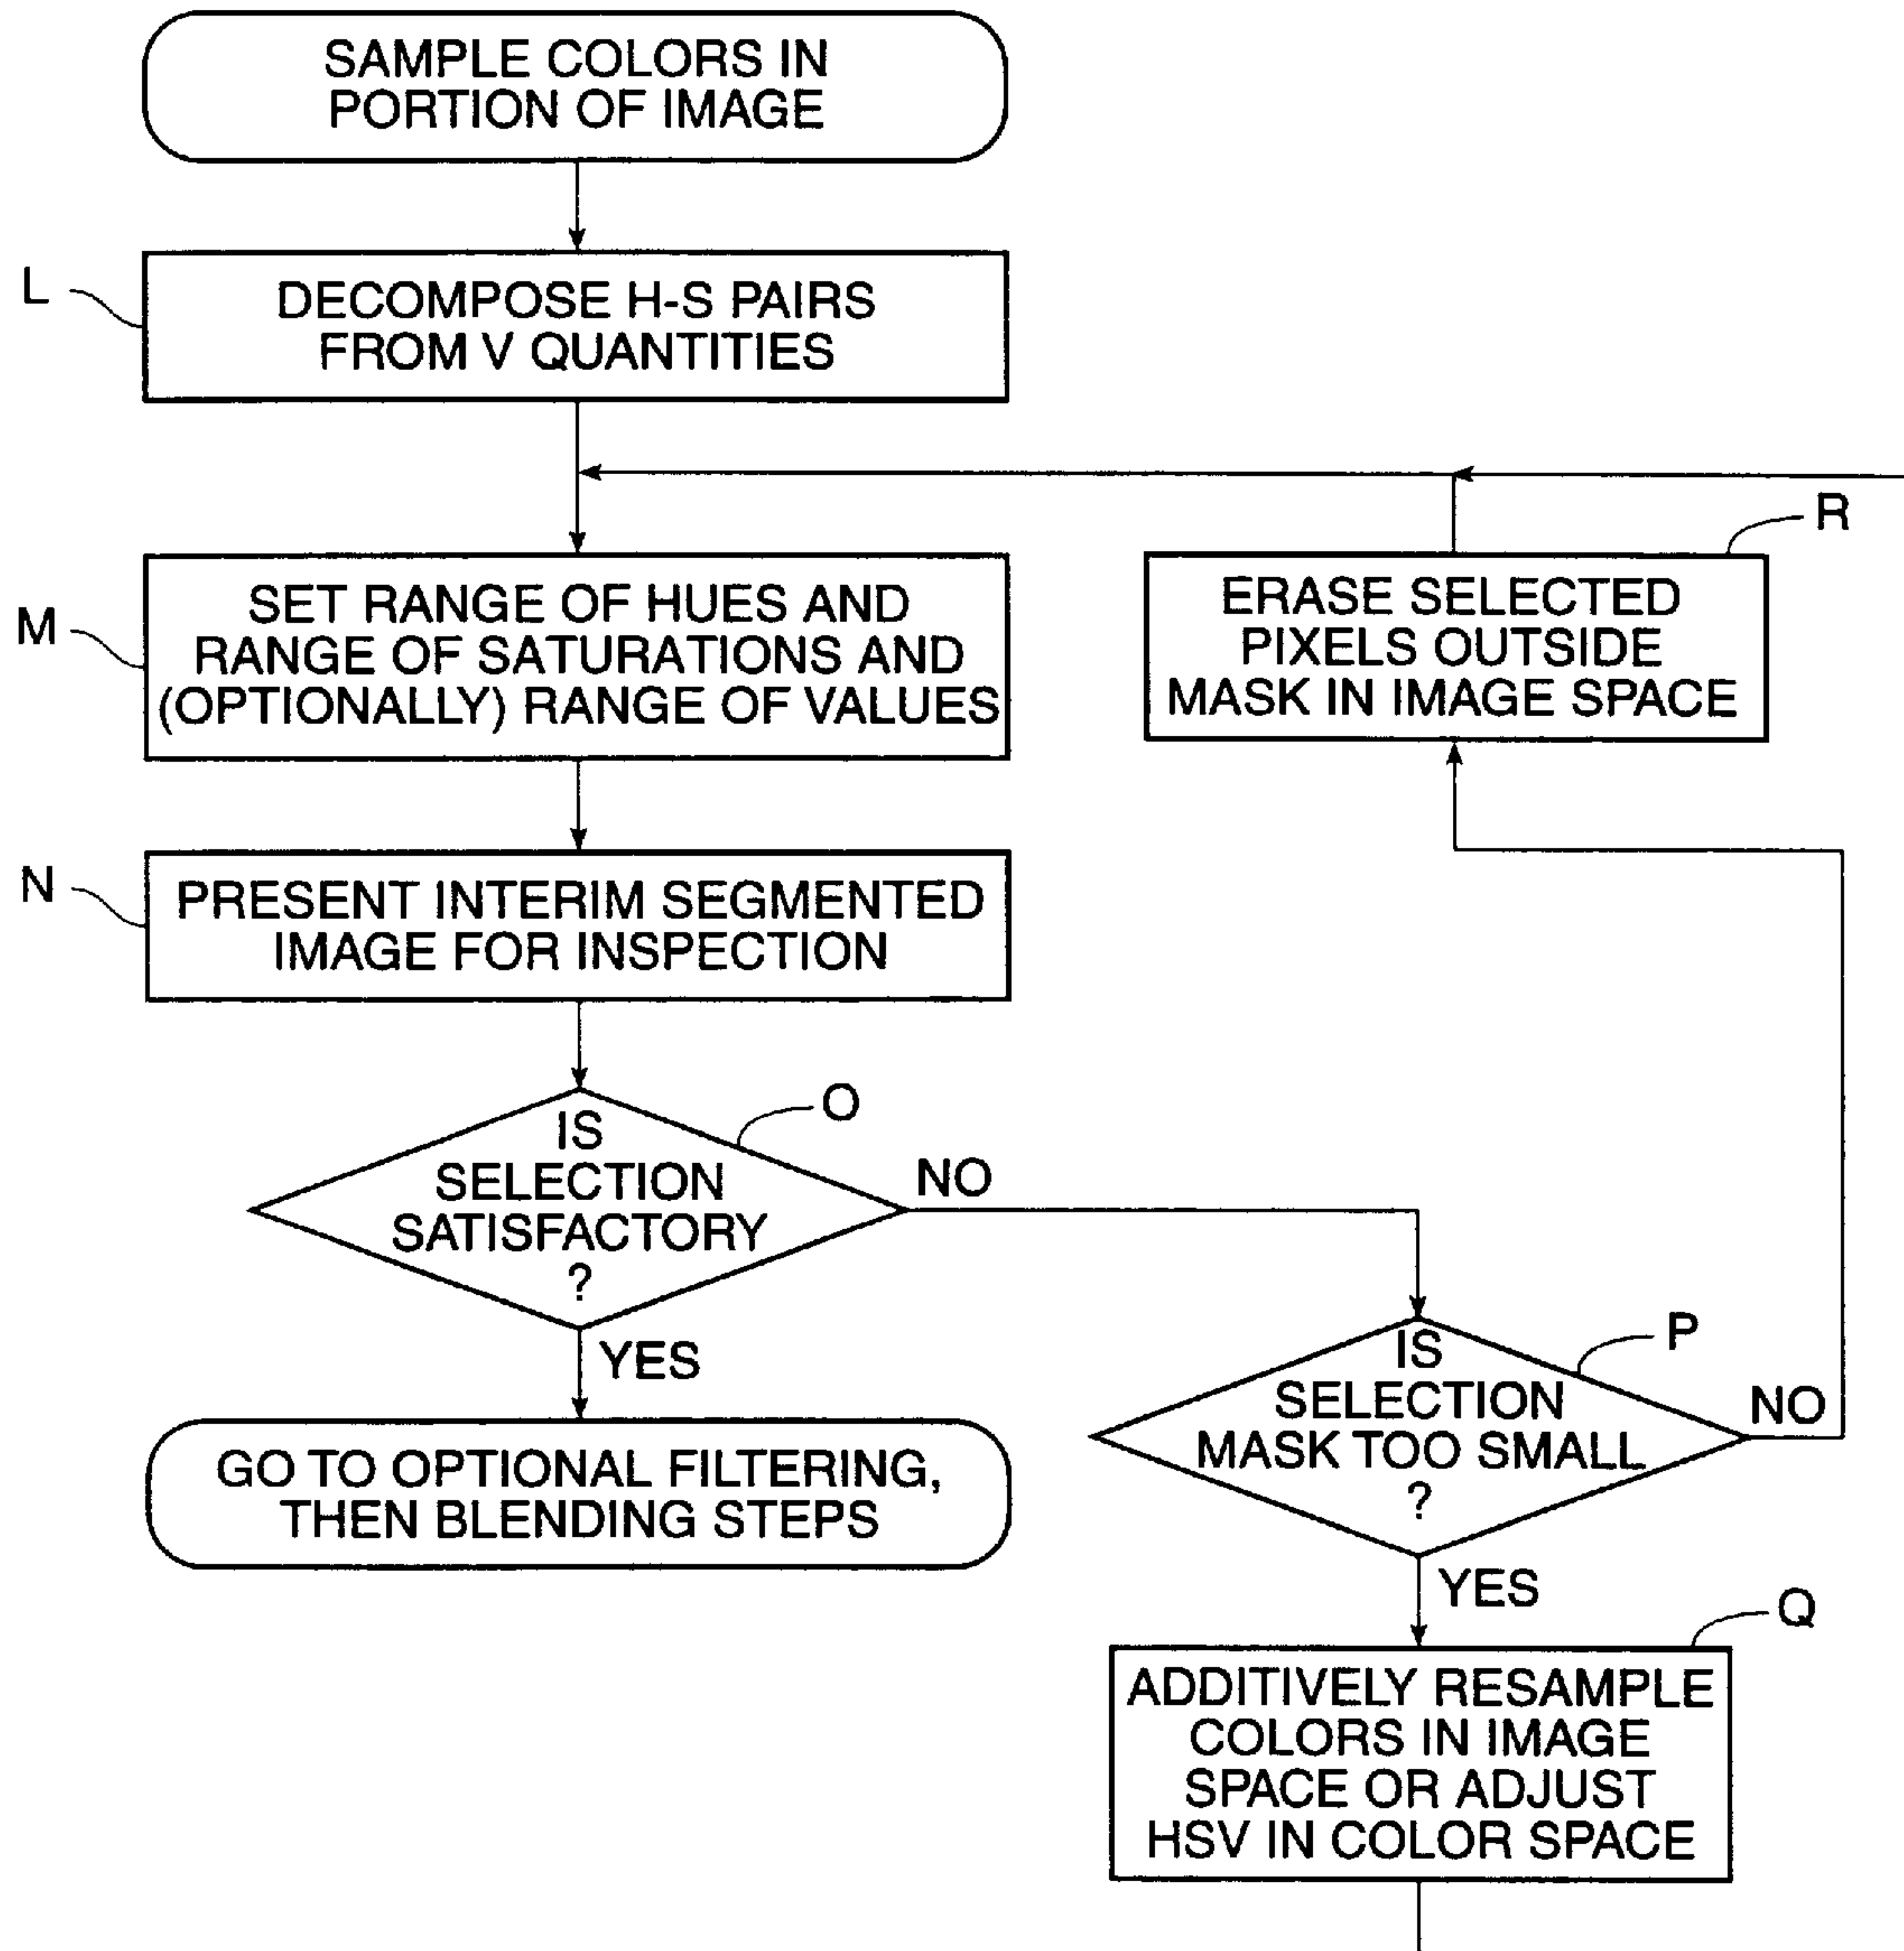 SAMPLE COLORS IN
PORTION OF IMAGE
L
DECOMPOSE H-S PAIRS
FROM V QUANTITIES
M
SET RANGE OF HUES AND
RANGE OF SATURATIONS AND
(OPTIONALLY) RANGE OF VALUES
R
ERASE SELECTED
PIXELS OUTSIDE
MASK IN IMAGE SPACE
N
PRESENT INTERIM SEGMENTED
IMAGE FOR INSPECTION
O
IS
SELECTION
SATISFACTORY
?
NO
YES
GO TO OPTIONAL FILTERING,
THEN BLENDING STEPS
P
IS
SELECTION
MASK TOO SMALL
?
NO
YES
Q
ADDITIVELY RESAMPLE
COLORS IN IMAGE
SPACE OR ADJUST
HSV IN COLOR SPACE